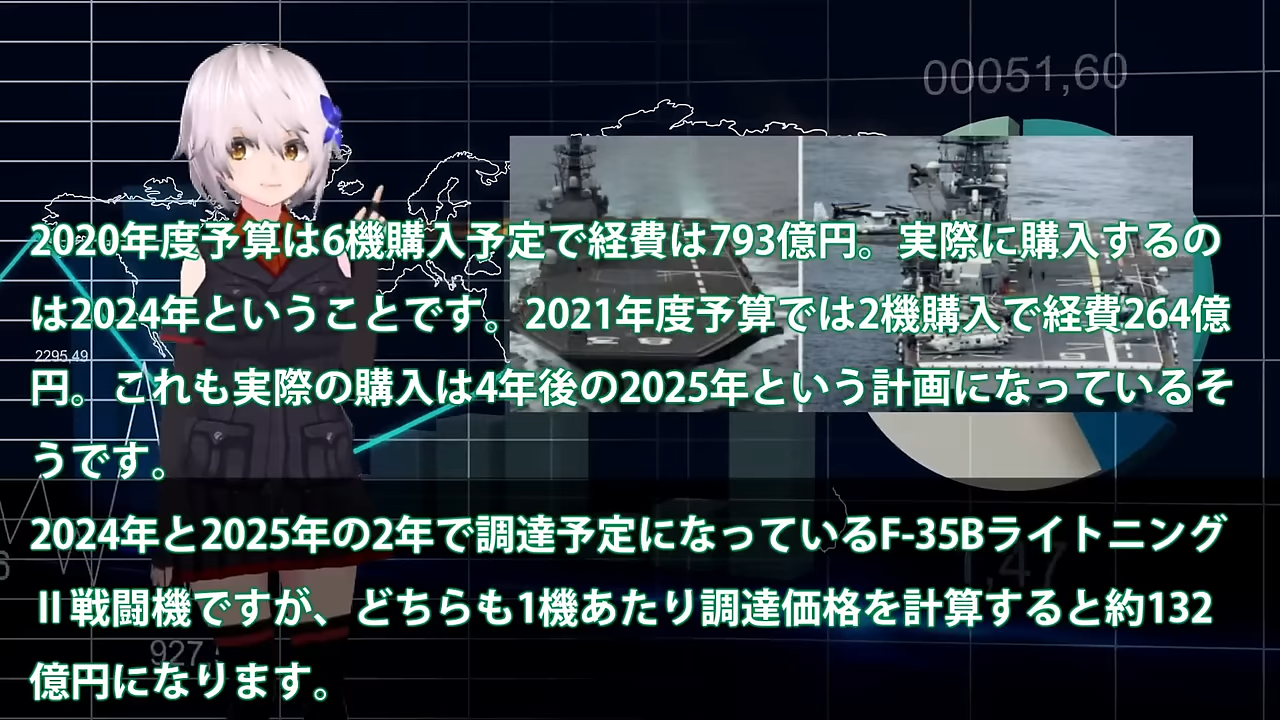 00051,60
2020年度予算は6機購入予定で経費は793億円。実際に購入するの
は2024年ということです。2021年度予算では2機購入で経費264億
2295,49
円。これも実際の購入は4年後の2025年という計画になっているそ
うです。
2024年と2025年の2年で調達予定になっているF-35Bライトニング
Ⅱ戦闘機ですが、どちらも1機あたり調達価格を計算すると約132
927,
億円になります。